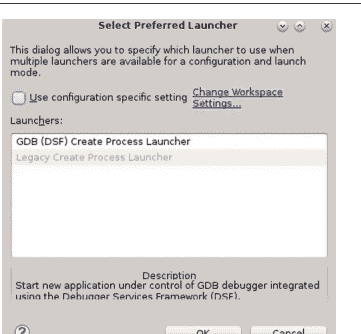 Select Preferred Launcher
This dialog allows you to specify which launcher to use when
multiple launchers are available for a configuration and launch
mode.
Use configuration specific setting Change Workspace
Settings...
Launchers:
GDB (DSF) Create Process Launcher
Legacy Create Process Launcher
Description
Start new application under control of GDB debugger integrated
using the Debugger Services Framework (DSF).
?
OK Cancel